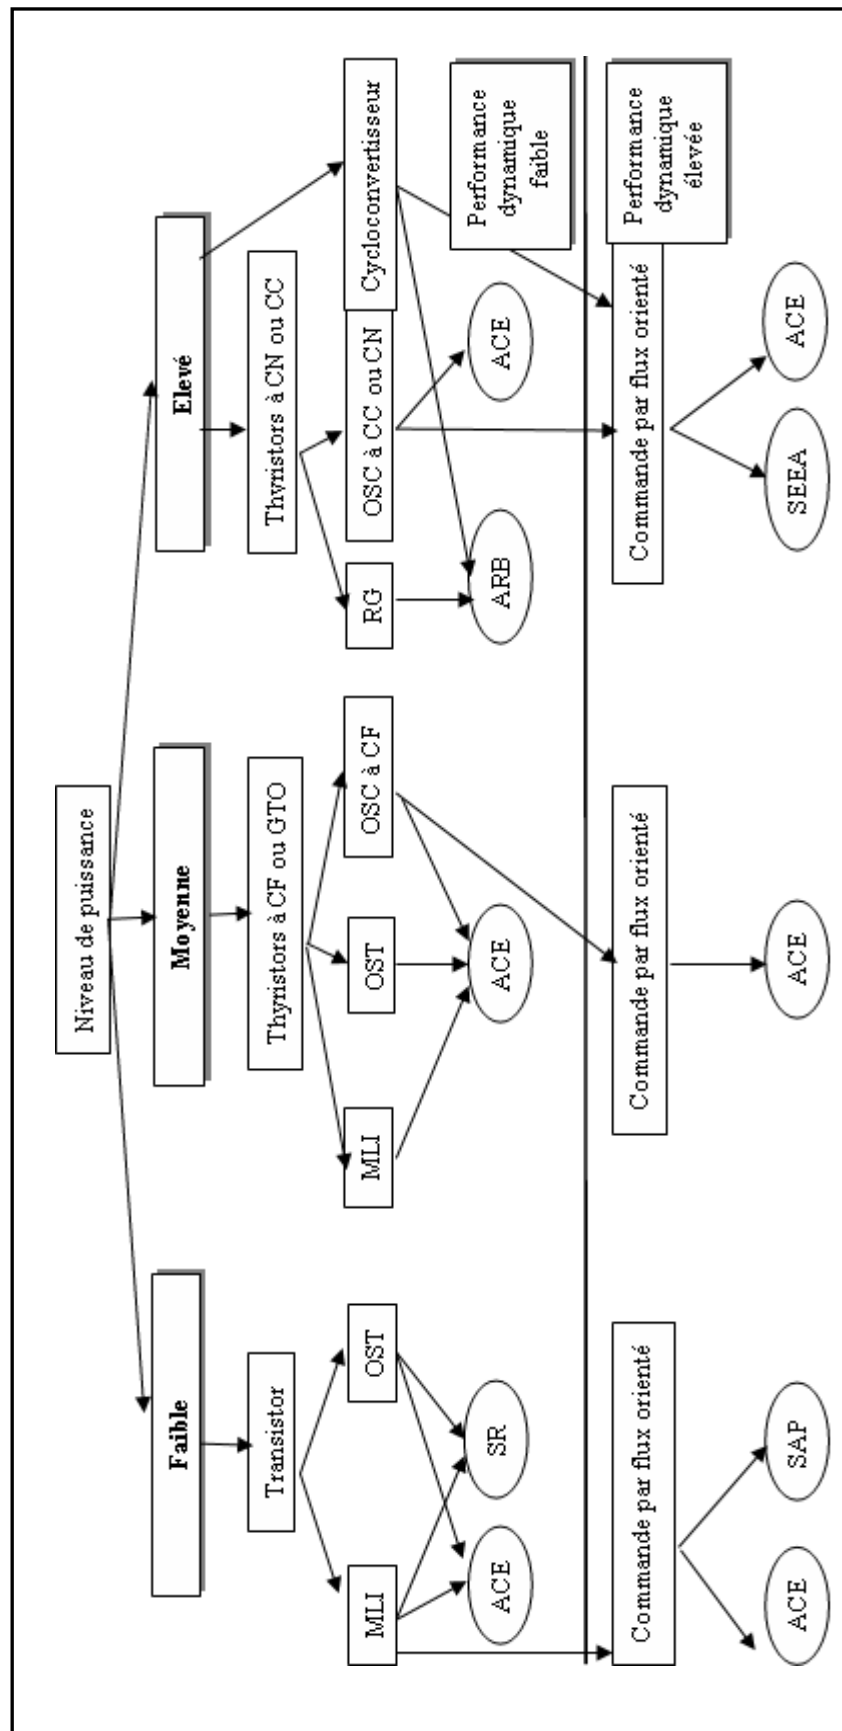 Niveau de puissance
Faible
Moyenne
Elevé
Transistor
Thyristors à CF ou GTO
Thyristors à CN ou CC
MLI
OST
MLI
OST
OSC à CF
RG
OSC à CC ou CN
Cycloconvertisseur
ACE
SR
ACE
ARB
ACE
Performance
dynamique
faible
Commande par flux orienté
Commande par flux orienté
Commande par flux orienté
Performance
dynamique
élevée
ACE
SAP
ACE
SEEA
ACE